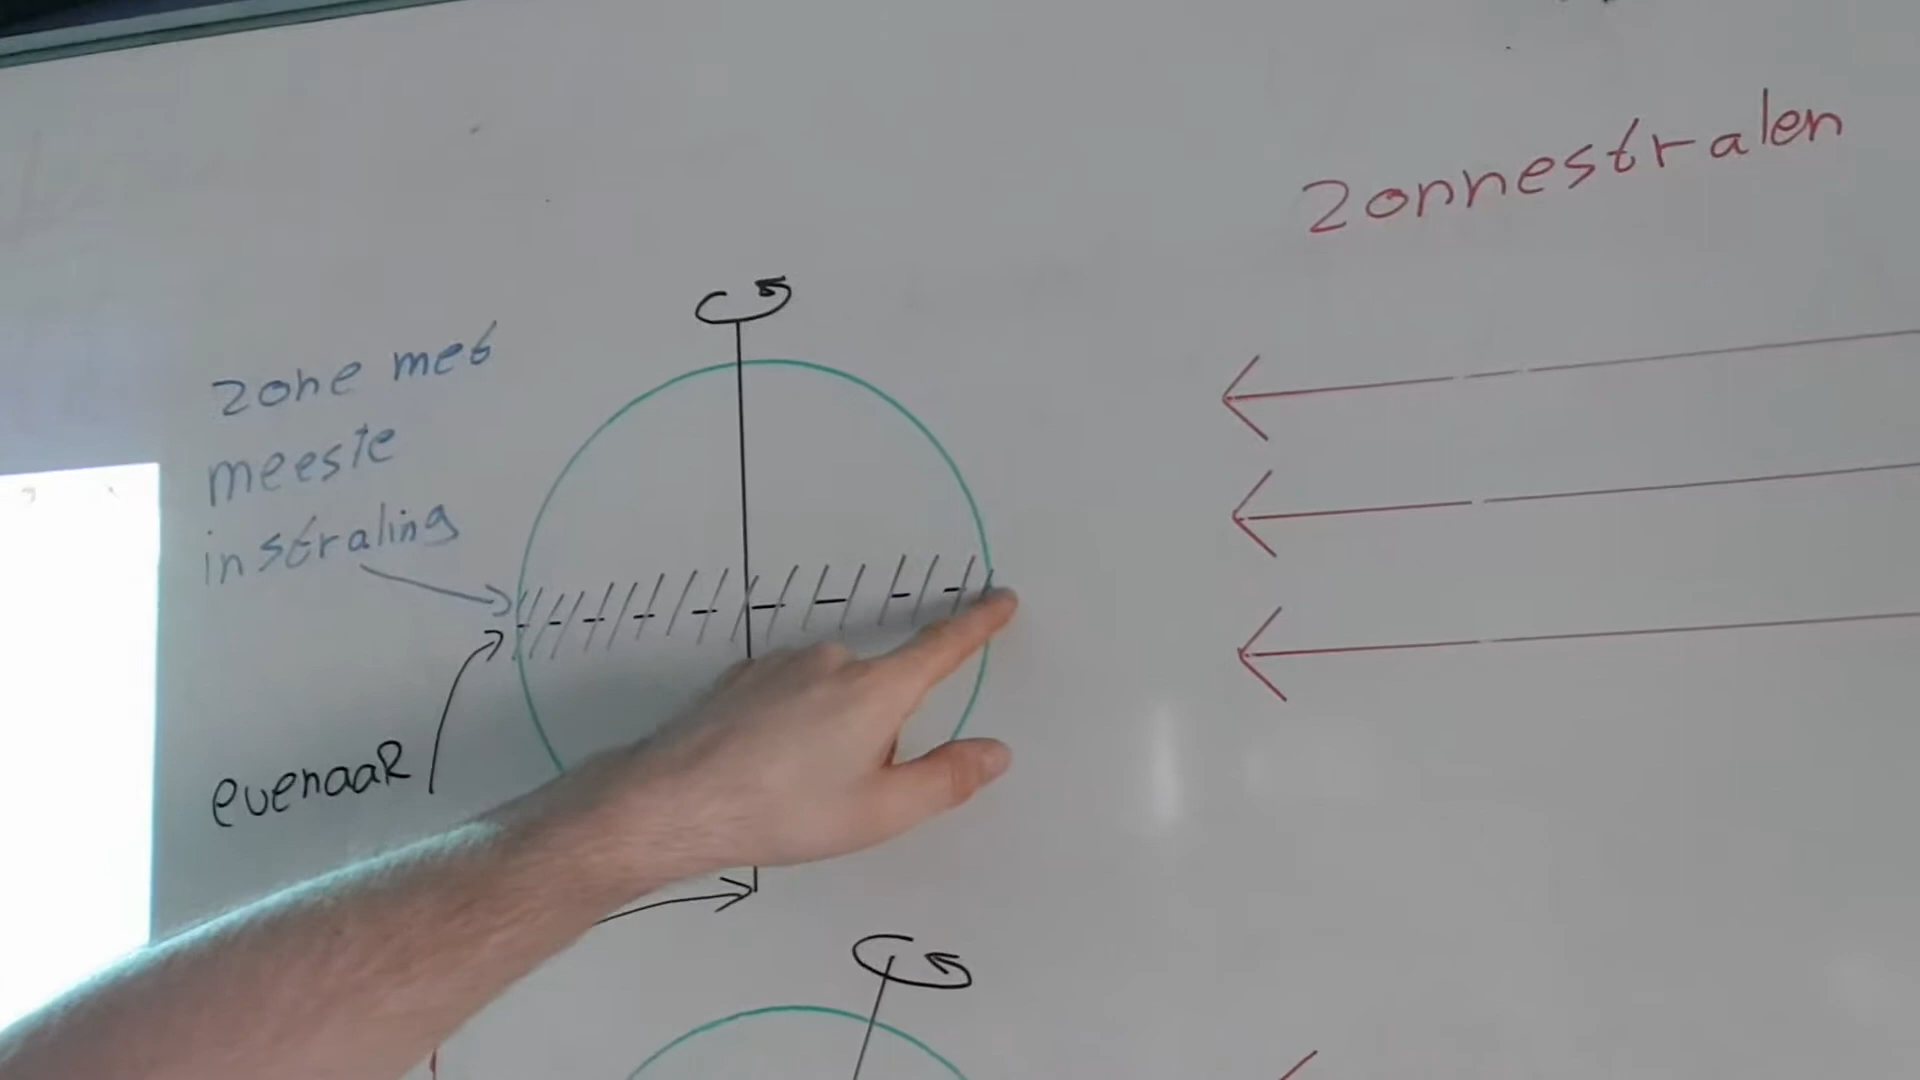 zonnestralen
zone met
meeste
instraling
evenaaR